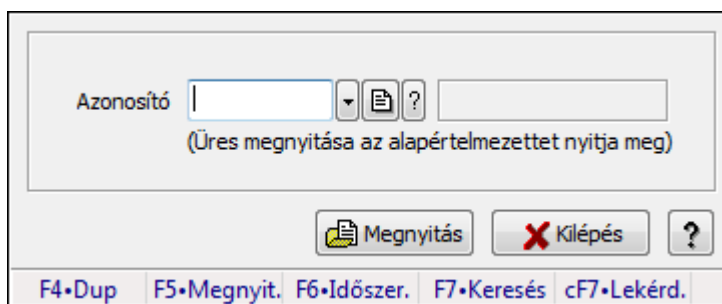 Azonosító ?
(Üres megnyitása az alapértelmezettet nyitja meg)
Megnyitás Kilépés ?
F4•Dup F5•Megnyit. F6•Időszer. F7•Keresés cF7•Lekérd.